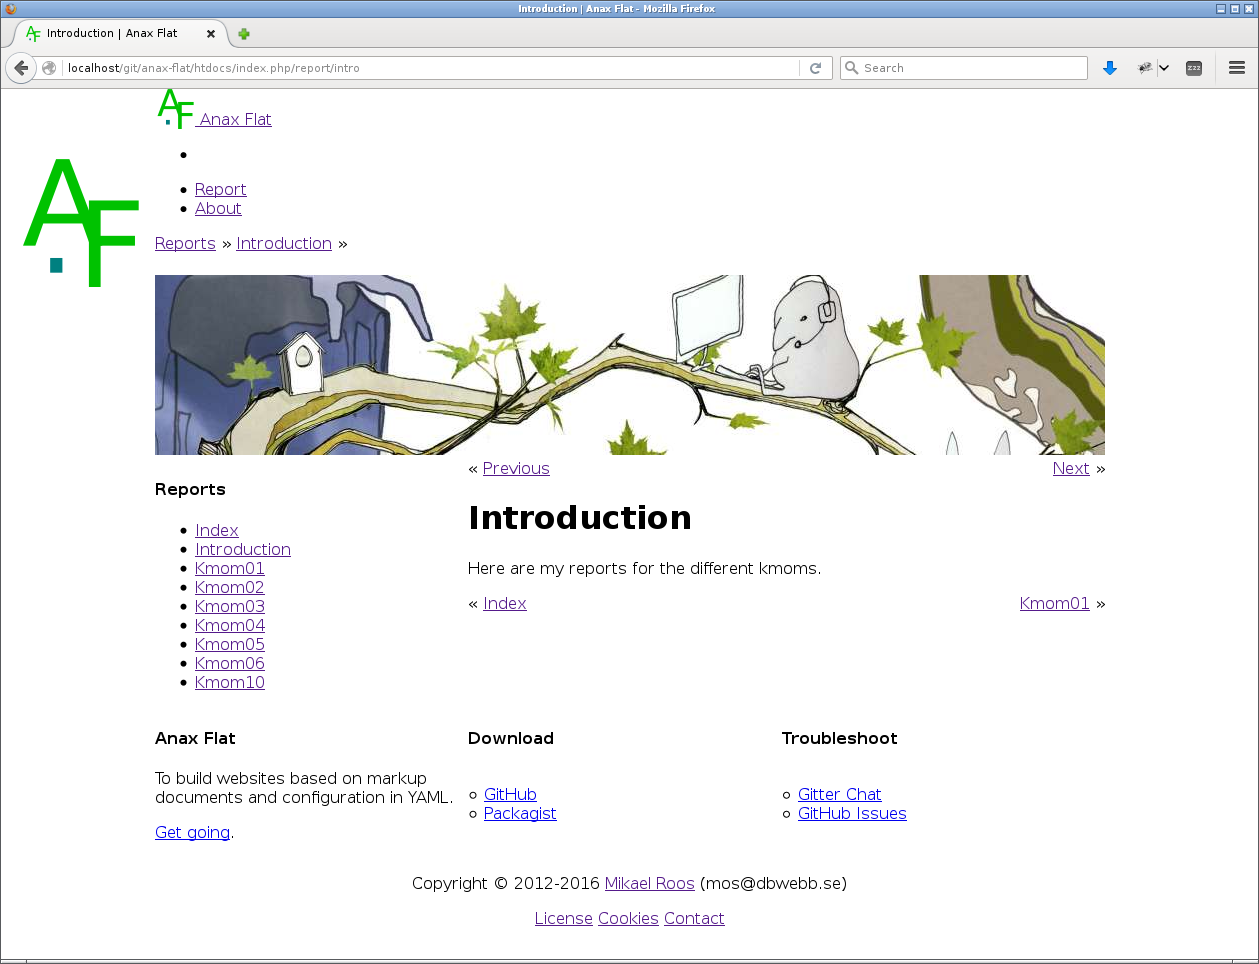 Introduction | Anax Flat - Mozilla Firefox
Introduction | Anax Flat
localhost/git/anax-flat/htdocs/index.php/report/intro
Search
zzz
AF Anax Flat
AF
Report
About
Reports » Introduction »
« Previous
Next »
Reports
Index
Introduction
Kmom01
Kmom02
Kmom03
Kmom04
Kmom05
Kmom06
Kmom10
Introduction
Here are my reports for the different kmoms.
« Index
Kmom01 »
Anax Flat
To build websites based on markup
documents and configuration in YAML.
Get going.
Download
GitHub
Packagist
Troubleshoot
Gitter Chat
GitHub Issues
Copyright © 2012-2016 Mikael Roos (mos@dbwebb.se)
License Cookies Contact